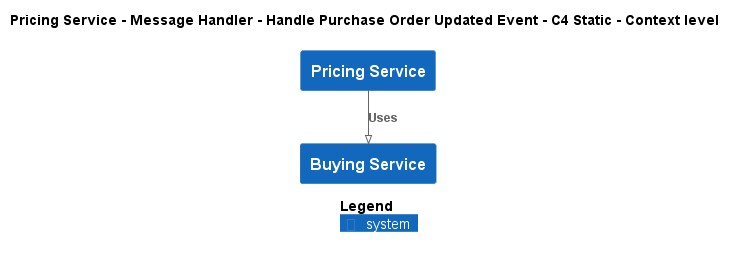 Pricing Service - Message Handler - Handle Purchase Order Updated Event - C4 Static - Context level
Pricing Service
Uses
Buying Service
Legend
system